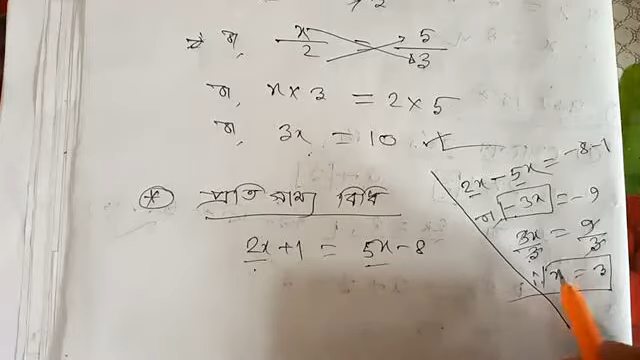 x/2 = 5/3
বা, x × 3 = 2 × 5
বা, 3x = 10
* প্রতিসাম্য বিধি
2x + 1 = 5x - 8
2x - 5x = -8 - 1
বা -3x = -9
3x/3 = 9/3
x = 3